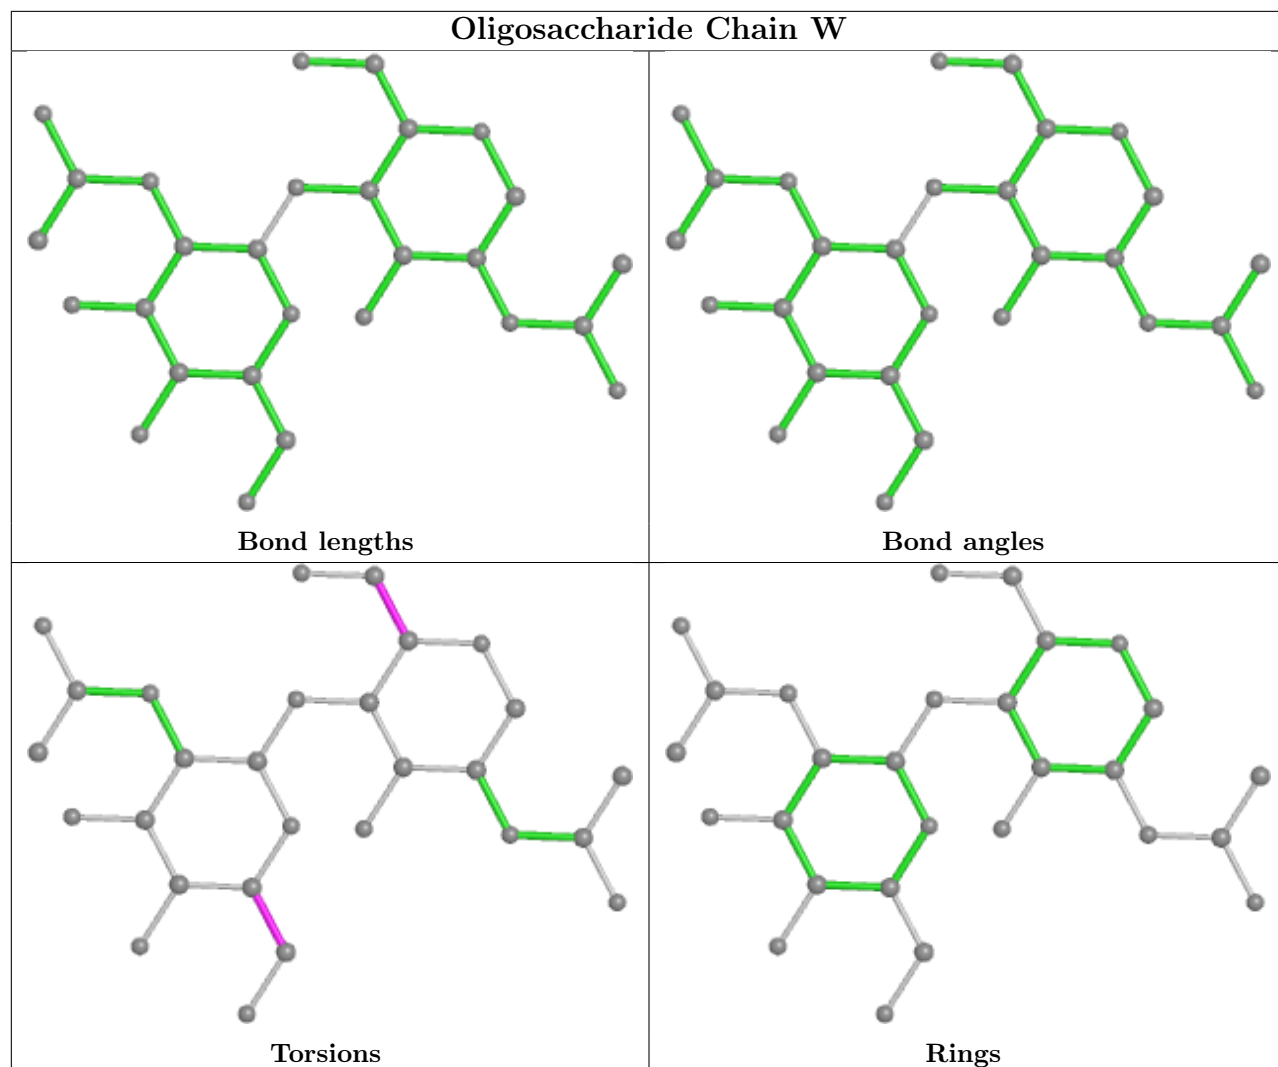 Oligosaccharide Chain W
Bond lengths
Bond angles
Torsions
Rings